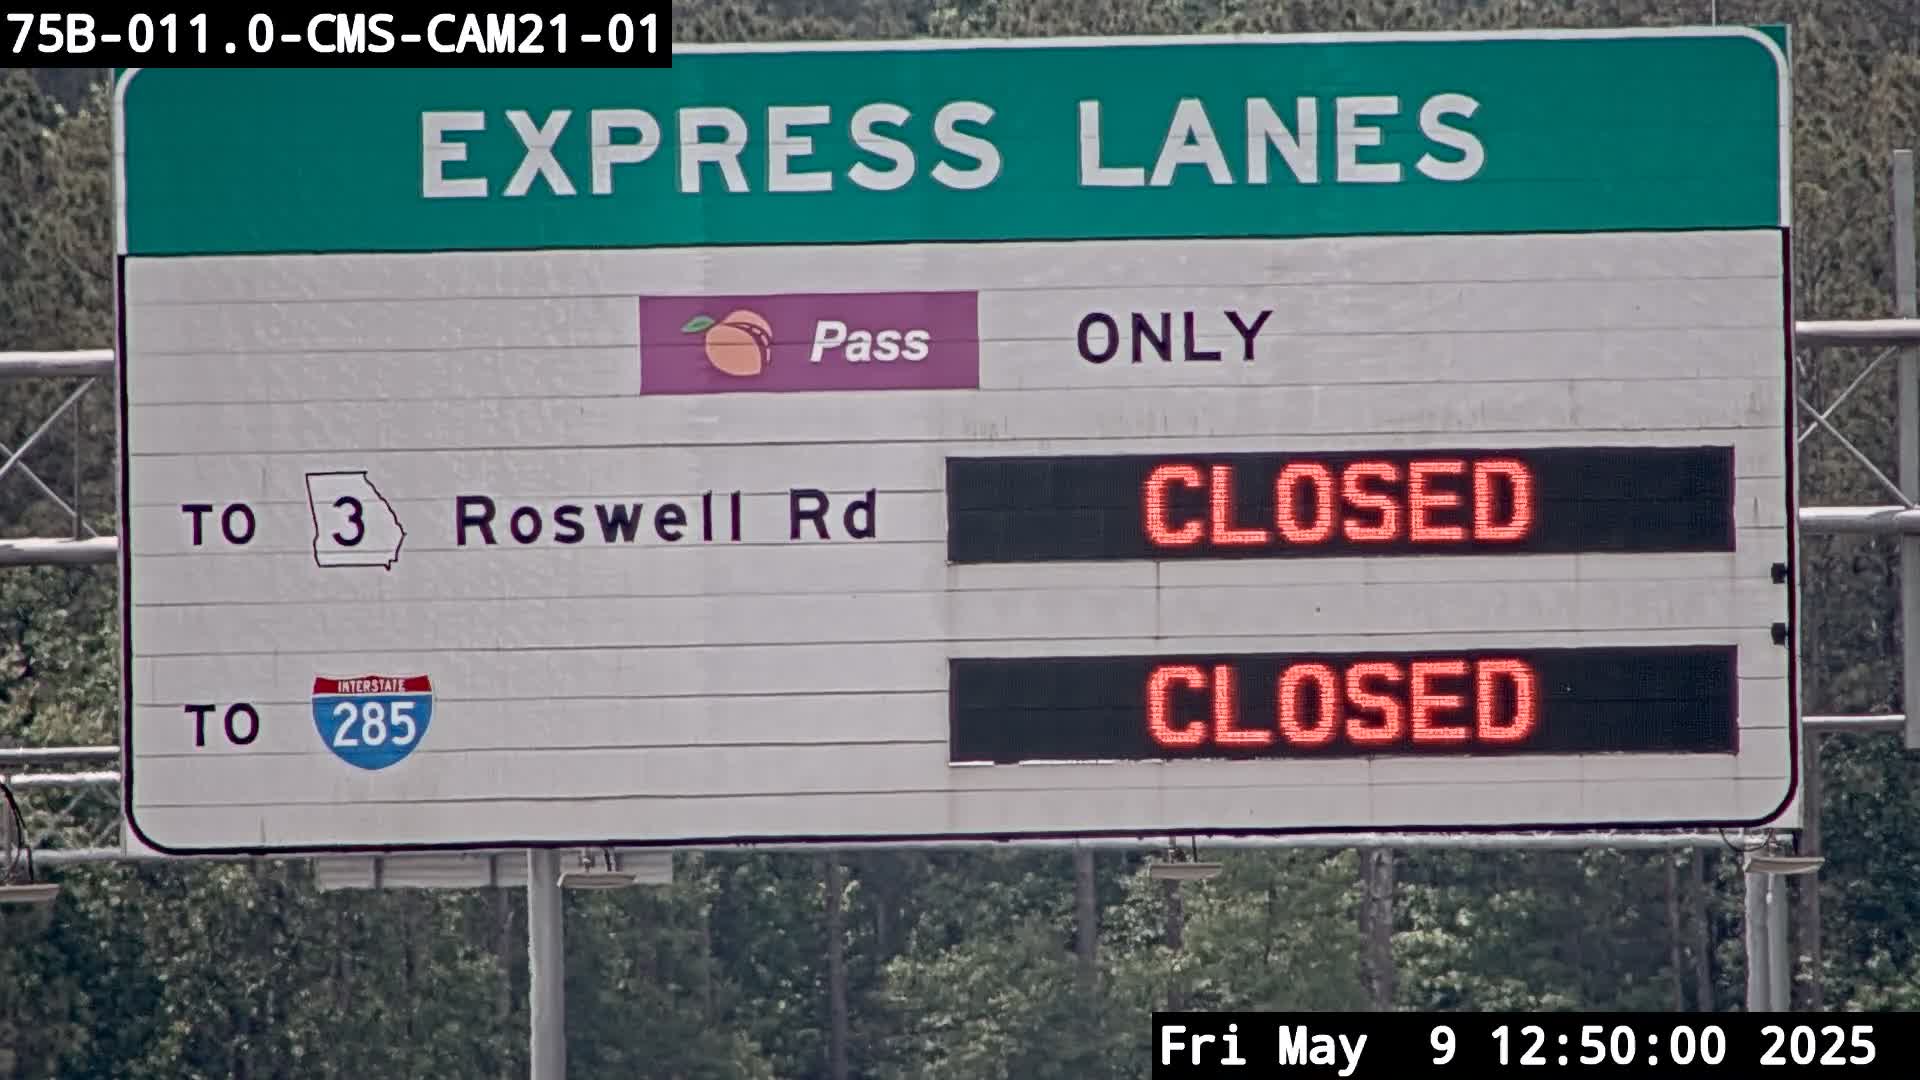 75B-011.0-CMS-CAM21-01
EXPRESS LANES
Pass ONLY
TO 3 Roswell Rd CLOSED
INTERSTATE
TO 285 CLOSED
Fri May 9 12:50:00 2025